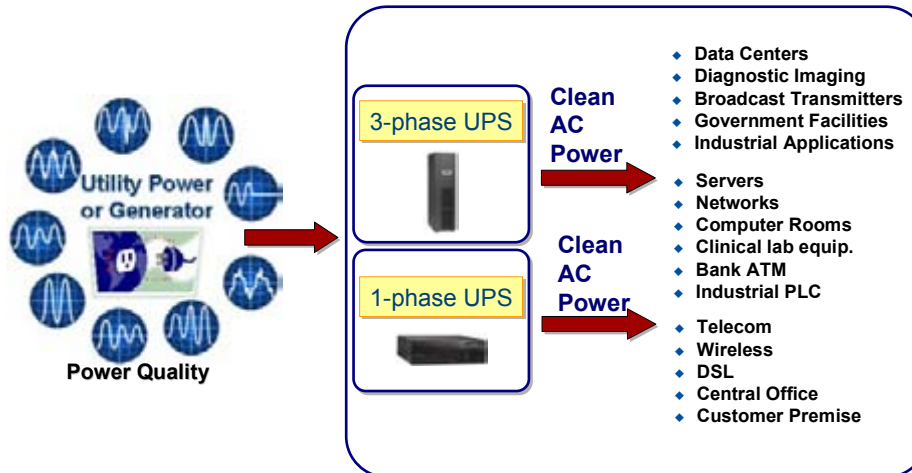 Utility Power
or Generator
Power Quality
3-phase UPS
1-phase UPS
Clean
AC
Power
Clean
AC
Power
Data Centers
Diagnostic Imaging
Broadcast Transmitters
Government Facilities
Industrial Applications
Servers
Networks
Computer Rooms
Clinical lab equip.
Bank ATM
Industrial PLC
Telecom
Wireless
DSL
Central Office
Customer Premise